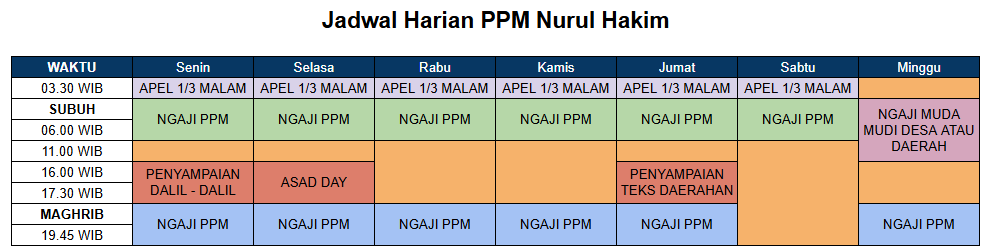 Jadwal Harian PPM Nurul Hakim
WAKTU Senin Selasa Rabu Kamis Jumat Sabtu Minggu
03.30 WIB APEL 1/3 MALAM APEL 1/3 MALAM APEL 1/3 MALAM APEL 1/3 MALAM APEL 1/3 MALAM APEL 1/3 MALAM
SUBUH
06.00 WIB
NGAJI PPM NGAJI PPM NGAJI PPM NGAJI PPM NGAJI PPM NGAJI PPM
NGAJI MUDA
MUDI DESA ATAU
DAERAH
11.00 WIB
16.00 WIB
17.30 WIB
PENYAMPAIAN
DALIL - DALIL
ASAD DAY
PENYAMPAIAN
TEKS DAERAHAN
MAGHRIB
19.45 WIB
NGAJI PPM NGAJI PPM NGAJI PPM NGAJI PPM NGAJI PPM NGAJI PPM